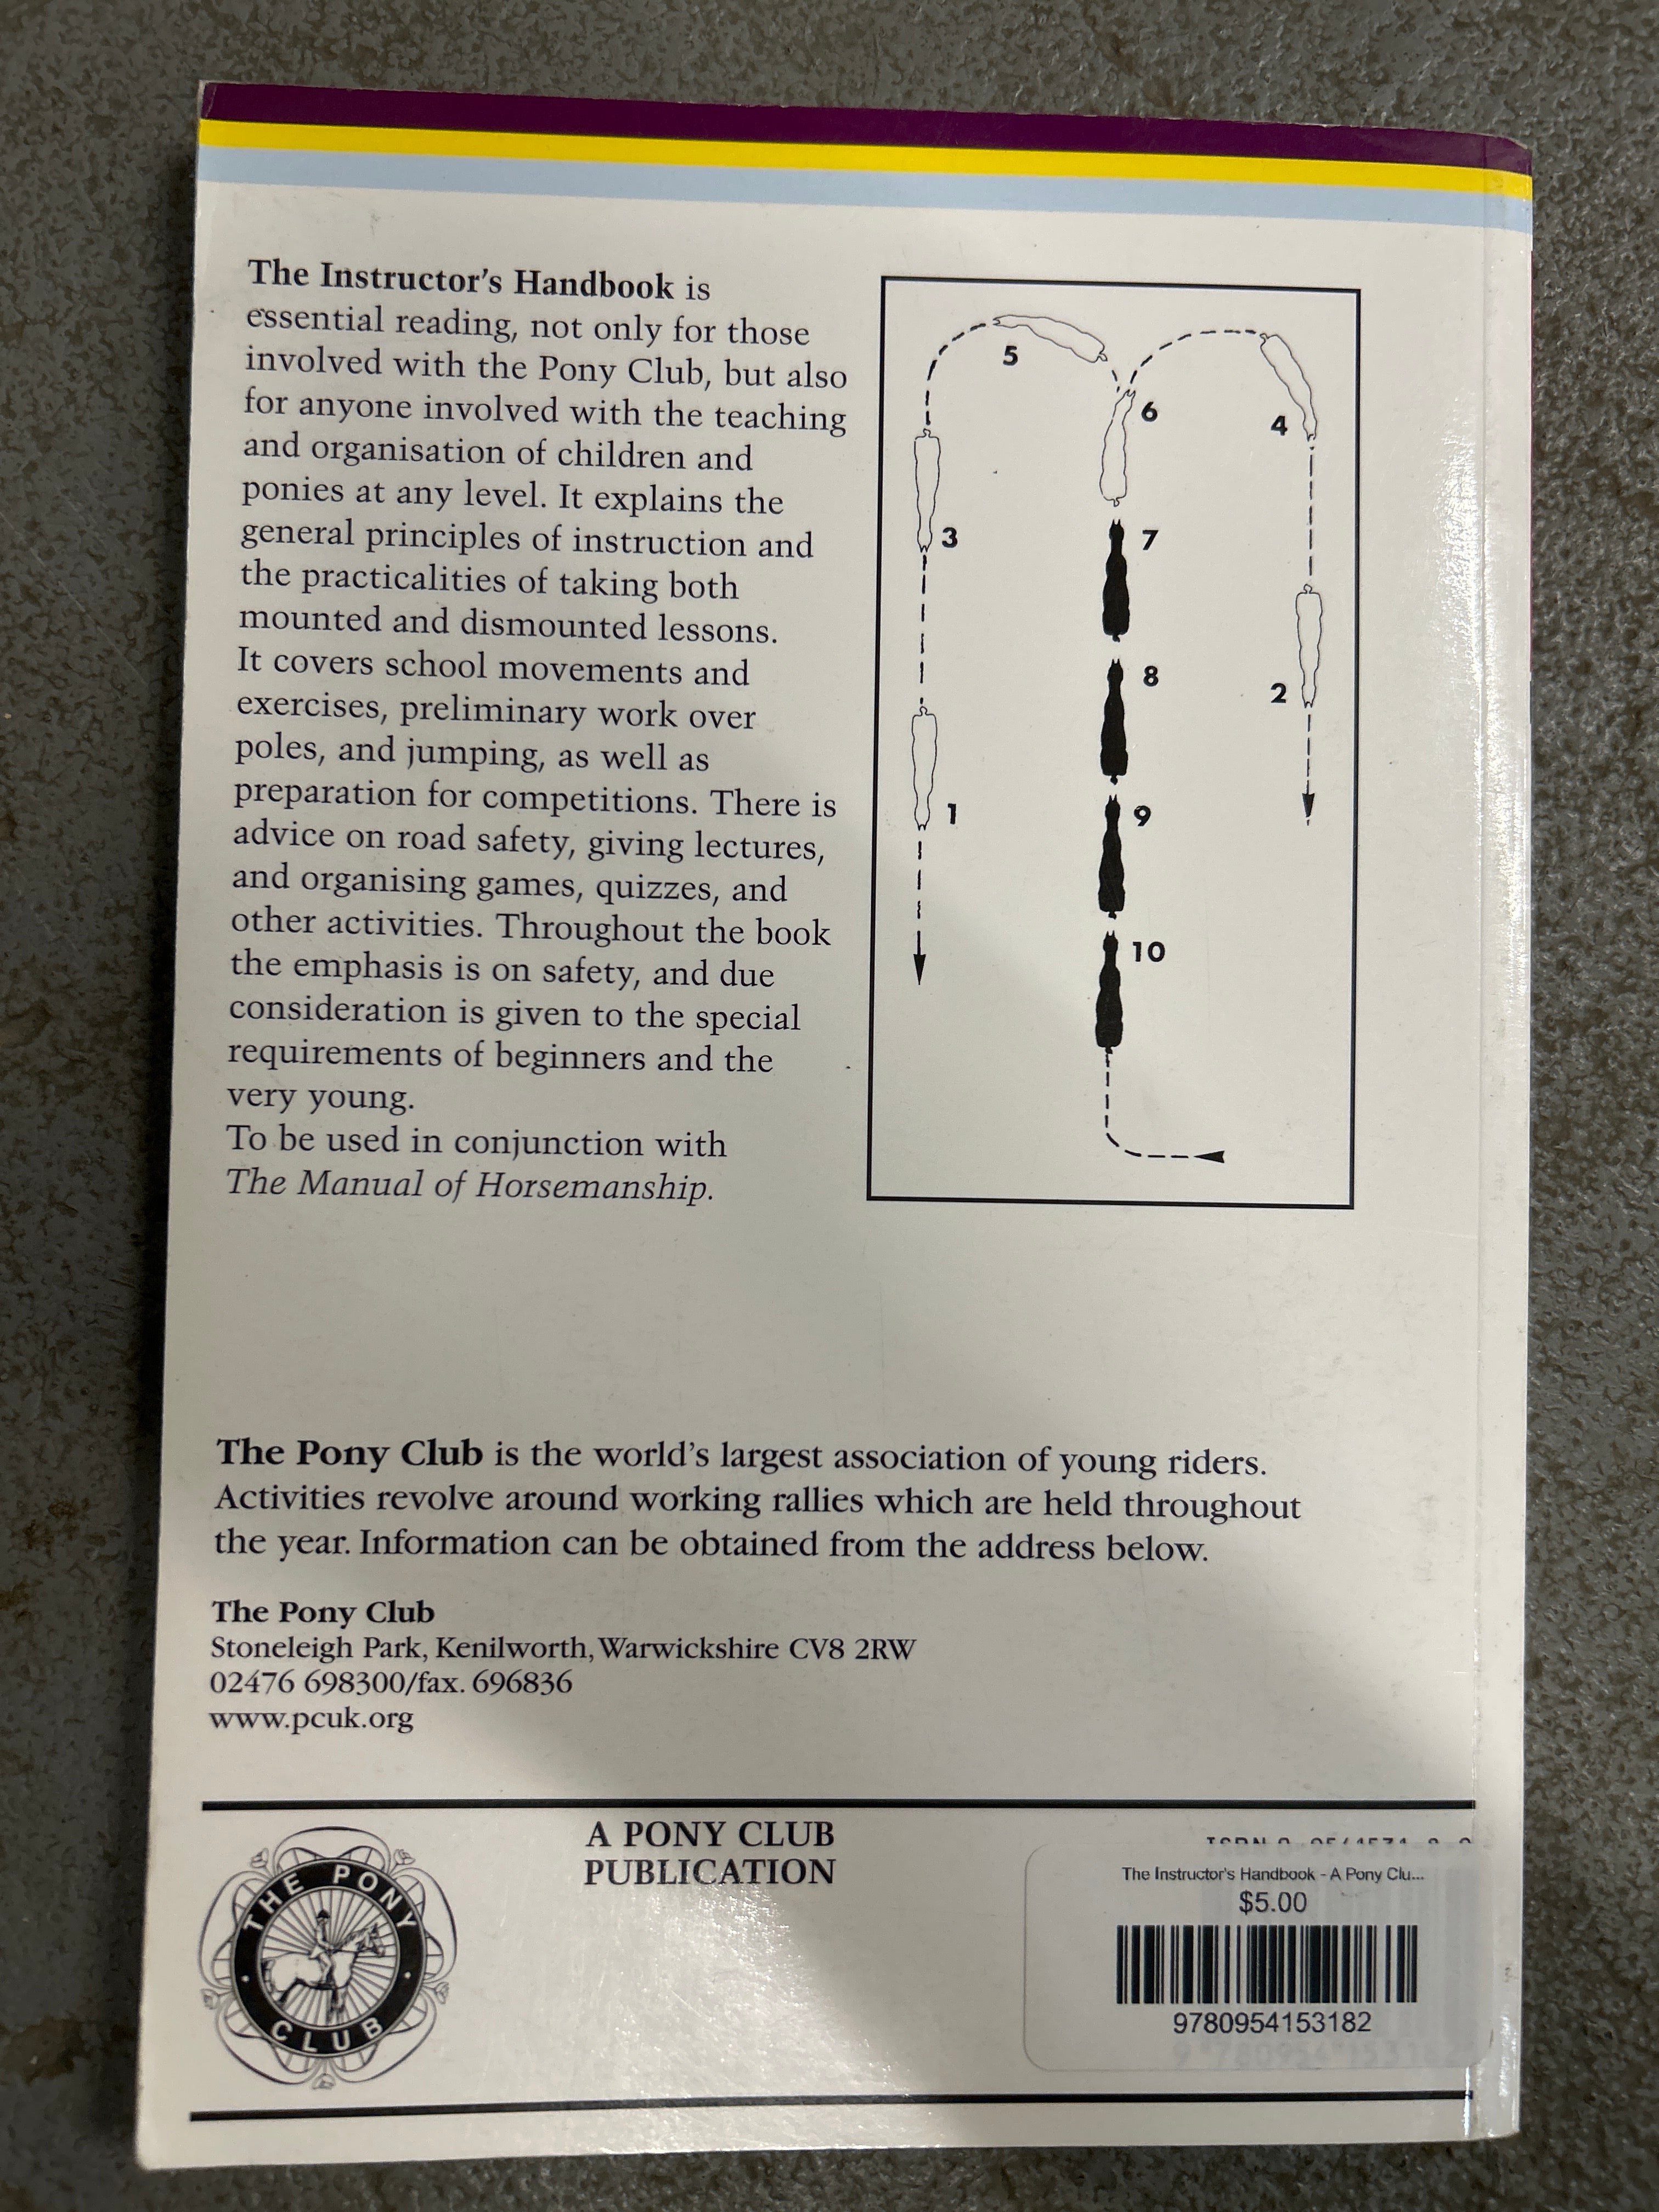 The Instructor's Handbook is
essential reading, not only for those
involved with the Pony Club, but also
for anyone involved with the teaching
and organisation of children and
ponies at any level. It explains the
general principles of instruction and
the practicalities of taking both
mounted and dismounted lessons.
It covers school movements and
exercises, preliminary work over
poles, and jumping, as well as
preparation for competitions. There is
advice on road safety, giving lectures,
and organising games, quizzes, and
other activities. Throughout the book
the emphasis is on safety, and due
consideration is given to the special
requirements of beginners and the
very young.
To be used in conjunction with
The Manual of Horsemanship.
5
6
4
3
7
8
2
1
9
10
The Pony Club is the world's largest association of young riders.
Activities revolve around working rallies which are held throughout
the year. Information can be obtained from the address below.
The Pony Club
Stoneleigh Park, Kenilworth, Warwickshire CV8 2RW
02476 698300/fax. 696836
www.pcuk.org
THE PONY
CLUB
A PONY CLUB
PUBLICATION
The Instructor's Handbook - A Pony Clu...
$5.00
9780954153182